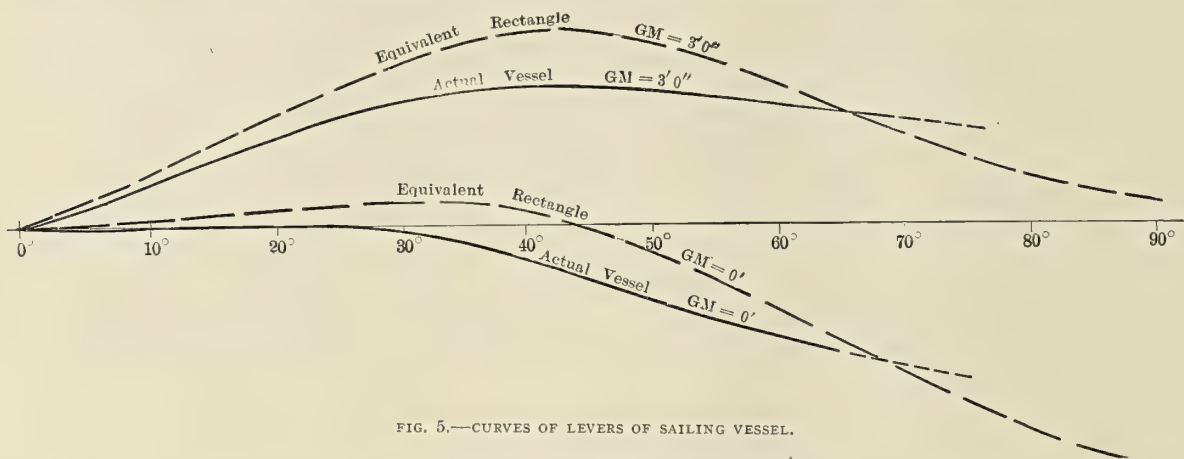 Equivalent Rectangle GM = 3' 0"
Actual Vessel GM = 3' 0"
Equivalent Rectangle GM = 0'
0° 10° 20° 30° 40° 50° 60° 70° 80° 90°
Actual Vessel GM = 0'
FIG. 5.—CURVES OF LEVERS OF SAILING VESSEL.